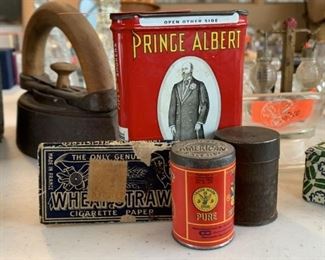 OPEN OTHER SIDE
PRINCE ALBERT
MADE IN FRANCE
THE ONLY GENUINE
WHEAT STRAW
CIGARETTE PAPER
AMERICAN
PURE